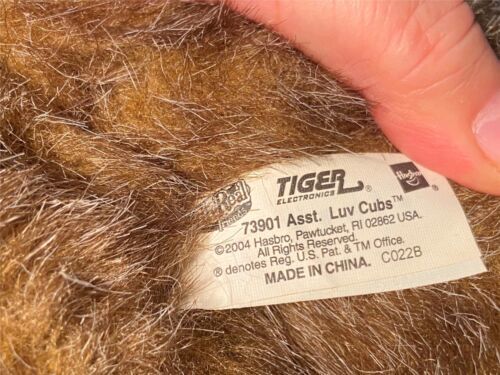 Real
TIGER®
ELECTRONICS
Hasbro®
73901 Asst. Luv Cubs™
©2004 Hasbro, Pawtucket, RI 02862 USA.
All Rights Reserved.
® denotes Reg. U.S. Pat. & TM Office.
MADE IN CHINA. C022B